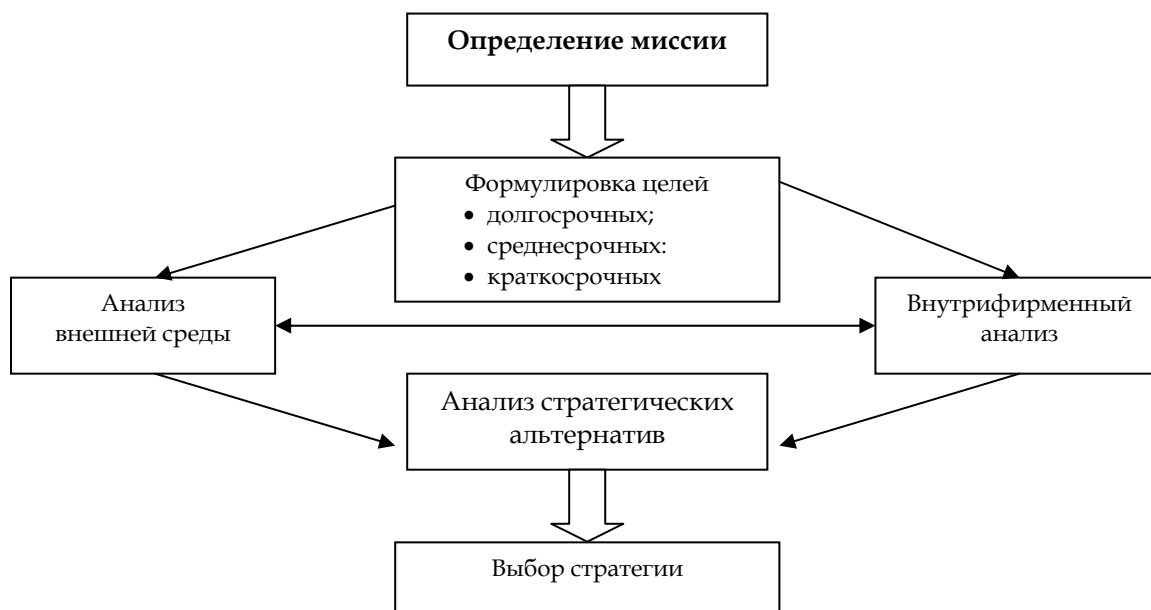 Определение миссии
Формулировка целей
• долгосрочных;
• среднесрочных:
• краткосрочных
Анализ
внешней среды
Внутрифирменный
анализ
Анализ стратегических
альтернатив
Выбор стратегии